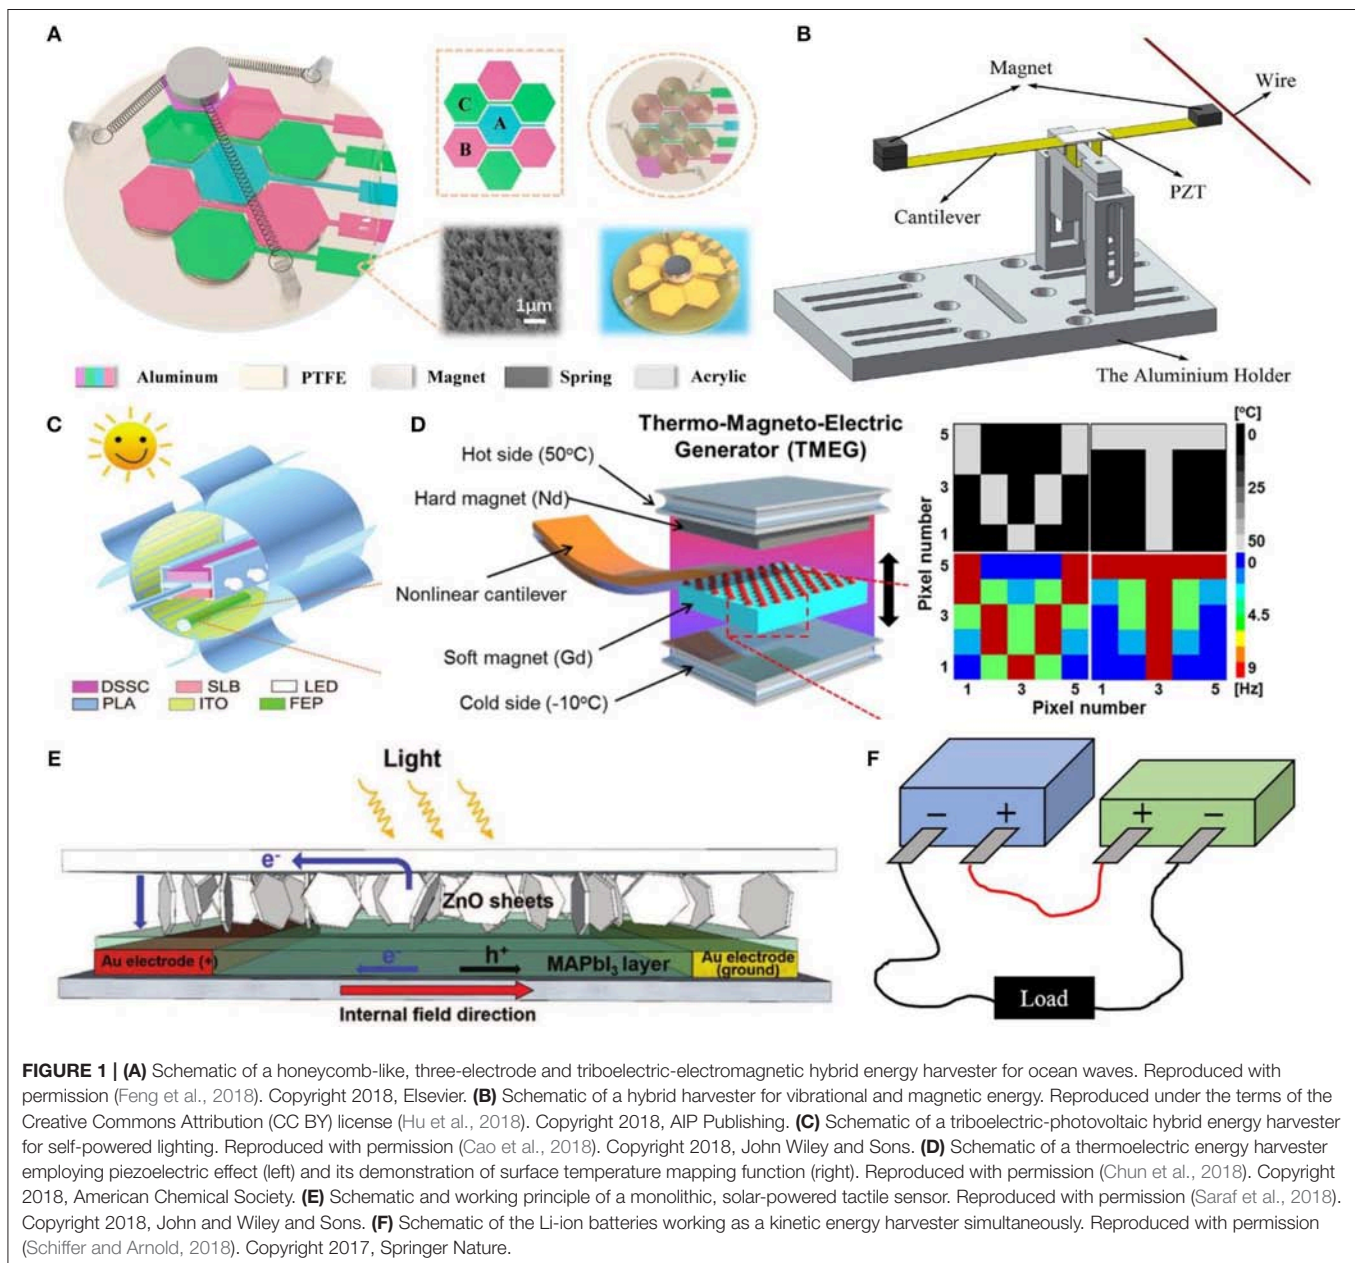 A
C
A
B
1μm
Aluminum
PTFE
Magnet
Spring
Acrylic
B
Magnet
Wire
PZT
Cantilever
The Aluminium Holder
C
DSSC
SLB
LED
PLA
ITO
FEP
D
Thermo-Magneto-Electric
Generator (TMEG)
Hot side (50°C)
Hard magnet (Nd)
Nonlinear cantilever
Soft magnet (Gd)
Cold side (-10°C)
[°C]
5
3
1
0
25
50
Pixel number
5
3
1
0
4.5
9
[Hz]
1
3
5
1
3
5
Pixel number
E
Light
e-
ZnO sheets
Au electrode (+)
e-
h+
MAPbI3 layer
Au electrode
(ground)
Internal field direction
F
−
+
+
−
Load
FIGURE 1 | (A) Schematic of a honeycomb-like, three-electrode and triboelectric-electromagnetic hybrid energy harvester for ocean waves. Reproduced with
permission (Feng et al., 2018). Copyright 2018, Elsevier. (B) Schematic of a hybrid harvester for vibrational and magnetic energy. Reproduced under the terms of the
Creative Commons Attribution (CC BY) license (Hu et al., 2018). Copyright 2018, AIP Publishing. (C) Schematic of a triboelectric-photovoltaic hybrid energy harvester
for self-powered lighting. Reproduced with permission (Cao et al., 2018). Copyright 2018, John Wiley and Sons. (D) Schematic of a thermoelectric energy harvester
employing piezoelectric effect (left) and its demonstration of surface temperature mapping function (right). Reproduced with permission (Chun et al., 2018). Copyright
2018, American Chemical Society. (E) Schematic and working principle of a monolithic, solar-powered tactile sensor. Reproduced with permission (Saraf et al., 2018).
Copyright 2018, John and Wiley and Sons. (F) Schematic of the Li-ion batteries working as a kinetic energy harvester simultaneously. Reproduced with permission
(Schiffer and Arnold, 2018). Copyright 2017, Springer Nature.